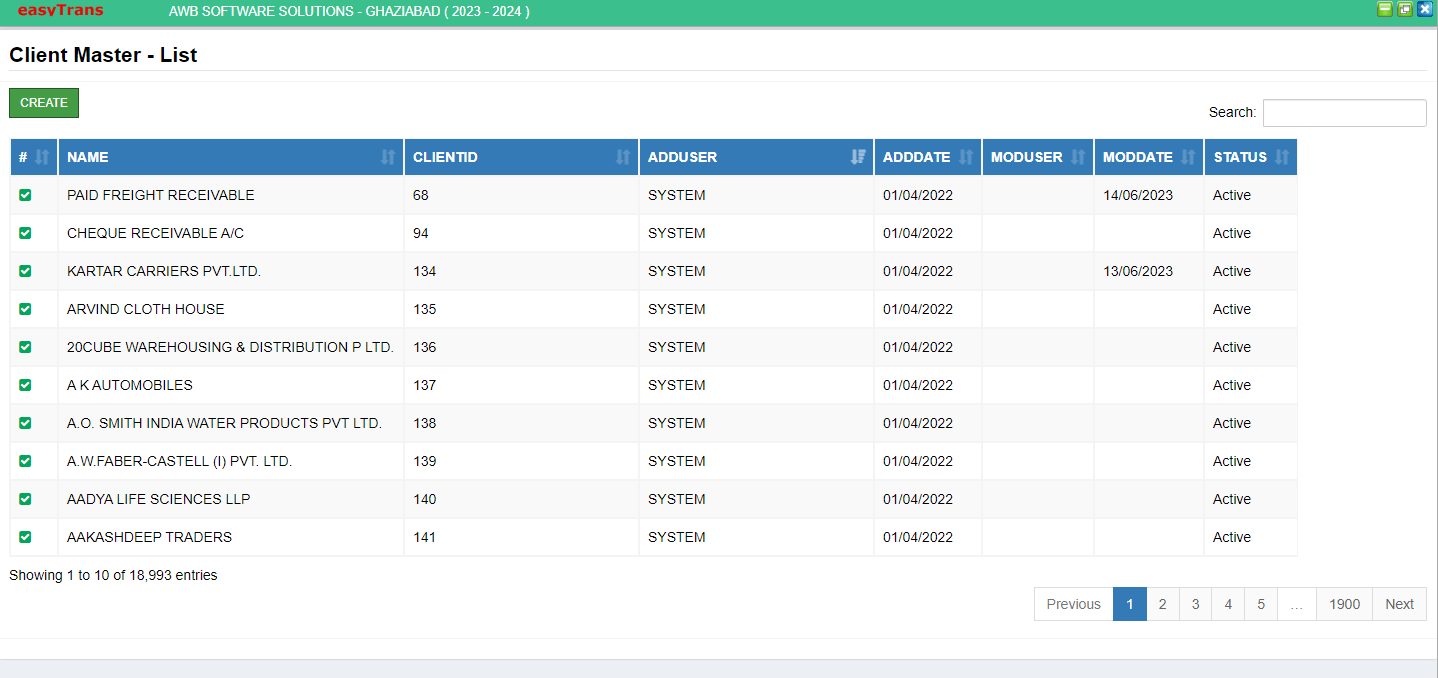 easyTrans AWB SOFTWARE SOLUTIONS - GHAZIABAD ( 2023 - 2024 )
Client Master - List
CREATE
Search:
# NAME CLIENTID ADDUSER ADDDATE MODUSER MODDATE STATUS
PAID FREIGHT RECEIVABLE 68 SYSTEM 01/04/2022 14/06/2023 Active
CHEQUE RECEIVABLE A/C 94 SYSTEM 01/04/2022 Active
KARTAR CARRIERS PVT.LTD. 134 SYSTEM 01/04/2022 13/06/2023 Active
ARVIND CLOTH HOUSE 135 SYSTEM 01/04/2022 Active
20CUBE WAREHOUSING & DISTRIBUTION P LTD. 136 SYSTEM 01/04/2022 Active
A K AUTOMOBILES 137 SYSTEM 01/04/2022 Active
A.O. SMITH INDIA WATER PRODUCTS PVT LTD. 138 SYSTEM 01/04/2022 Active
A.W.FABER-CASTELL (I) PVT. LTD. 139 SYSTEM 01/04/2022 Active
AADYA LIFE SCIENCES LLP 140 SYSTEM 01/04/2022 Active
AAKASHDEEP TRADERS 141 SYSTEM 01/04/2022 Active
Showing 1 to 10 of 18,993 entries
Previous 1 2 3 4 5 … 1900 Next